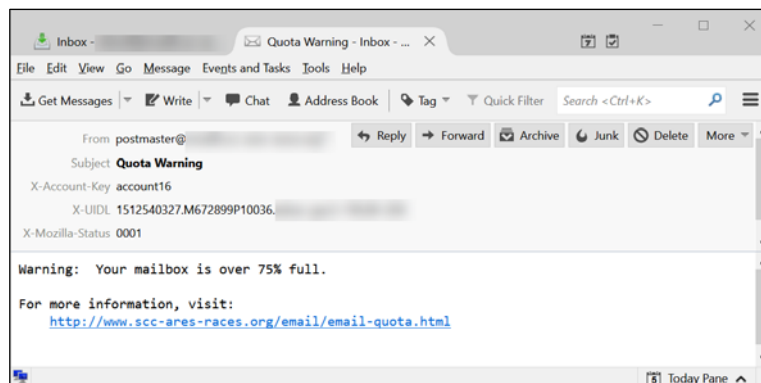 Inbox -
Quota Warning - Inbox - ...
7
File Edit View Go Message Events and Tasks Tools Help
Get Messages Write Chat Address Book Tag Quick Filter Search <Ctrl+K>
From postmaster@
Reply Forward Archive Junk Delete More
Subject Quota Warning
X-Account-Key account16
X-UIDL 1512540327.M672899P10036.
X-Mozilla-Status 0001
Warning: Your mailbox is over 75% full.
For more information, visit:
http://www.scc-ares-races.org/email/email-quota.html
5 Today Pane